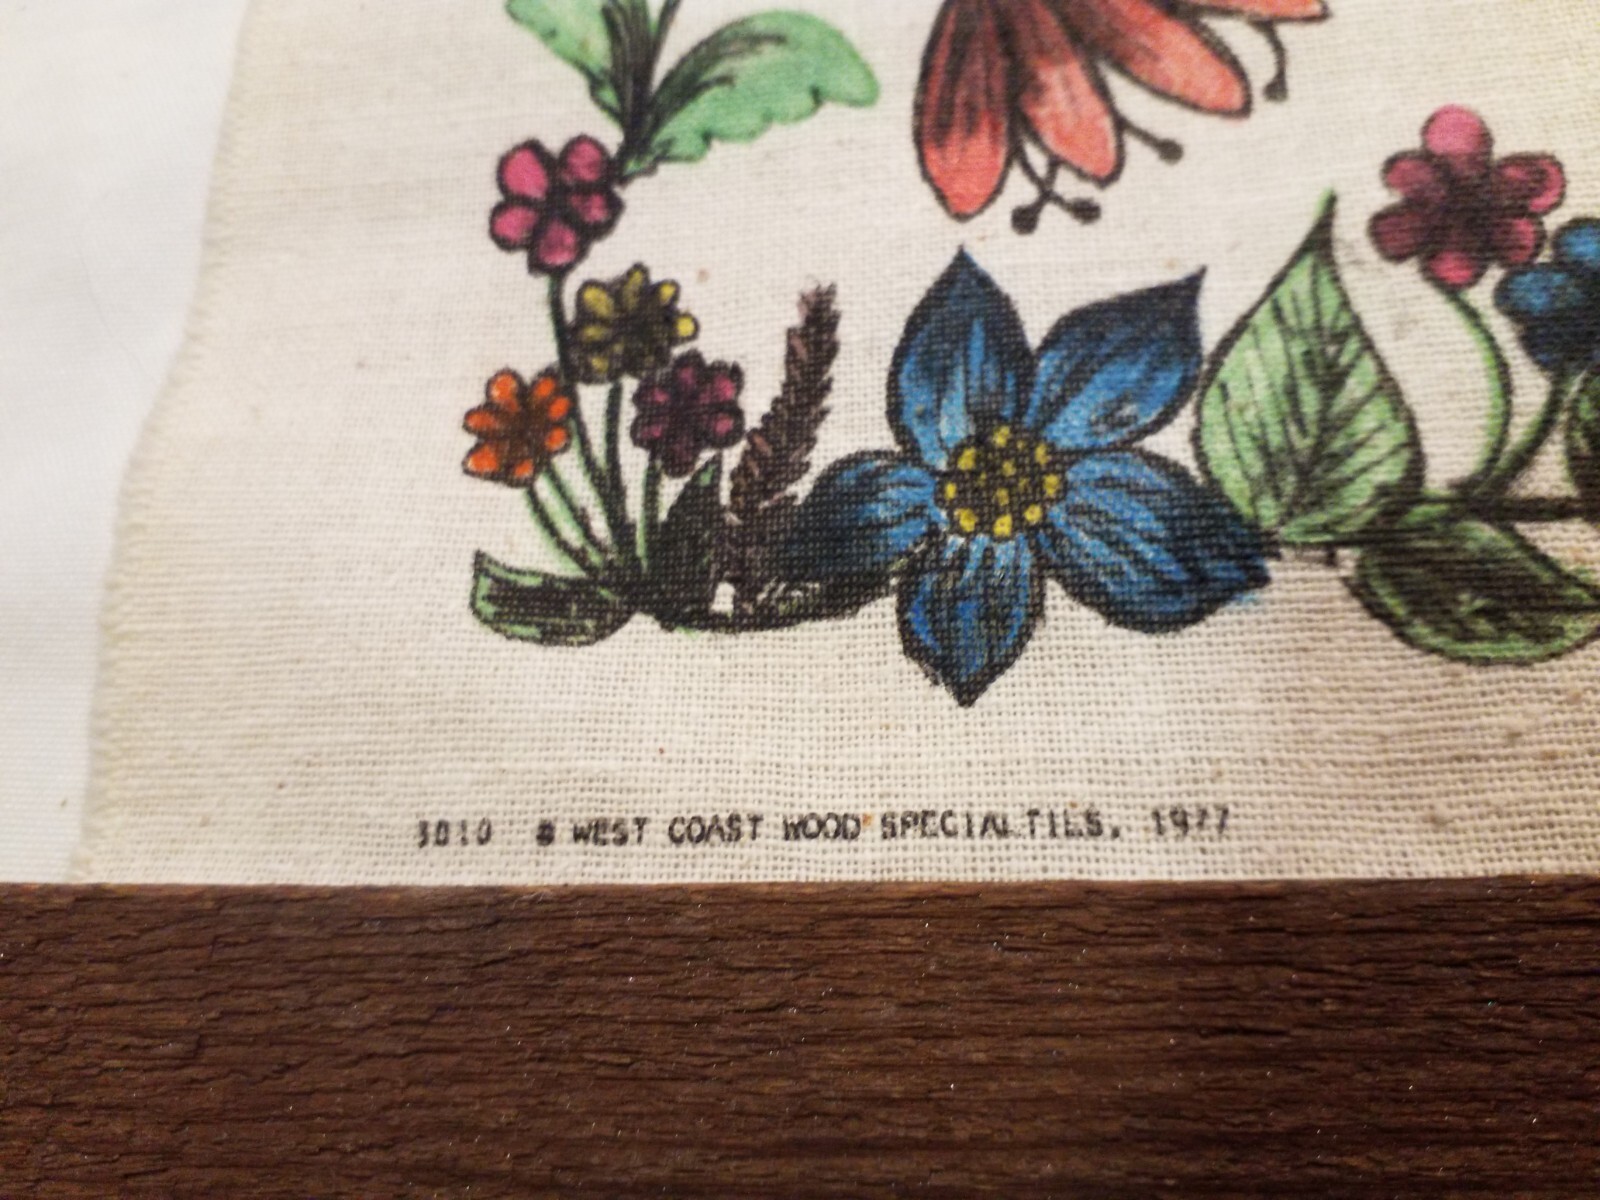 3010 © WEST COAST WOOD SPECIALTIES, 1977